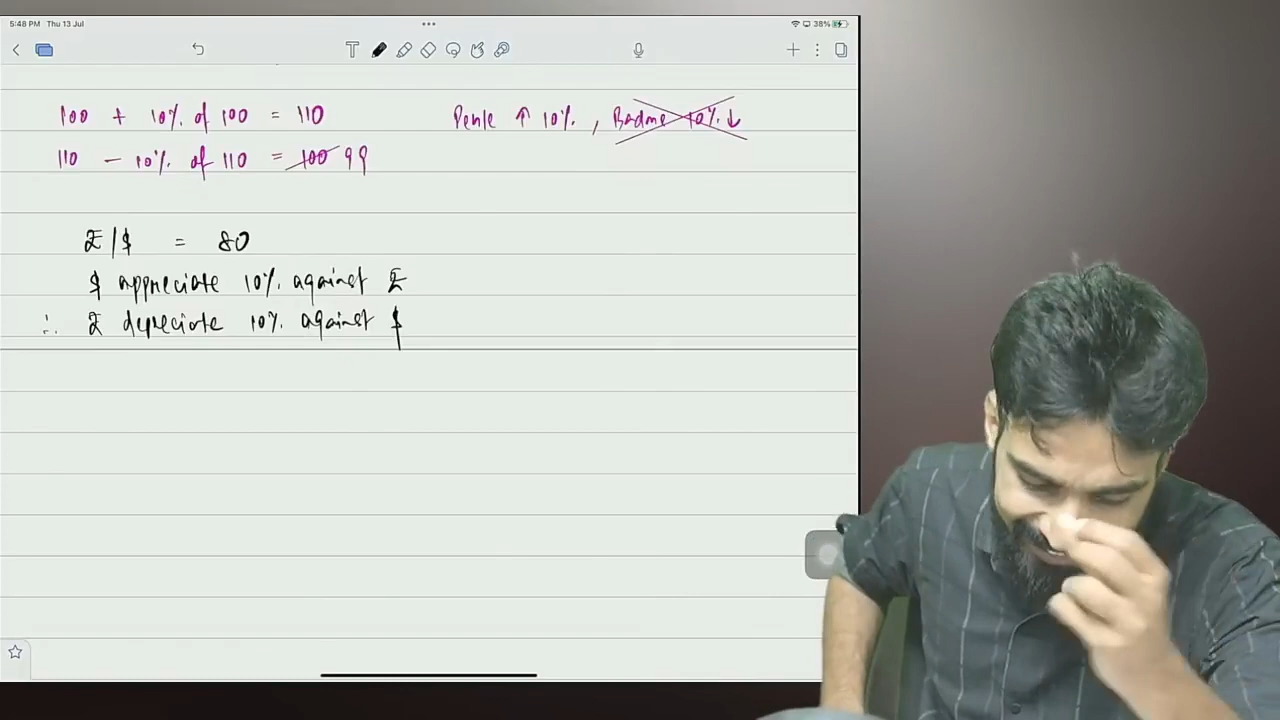 5:48 PM Thu 13 Jul
38%
100 + 10% of 100 = 110
Pehle ↑ 10% , Badme 10% ↓
110 - 10% of 110 = 100 99
₹/$ = 80
$ appreciate 10% against ₹
∴ ₹ depreciate 10% against $